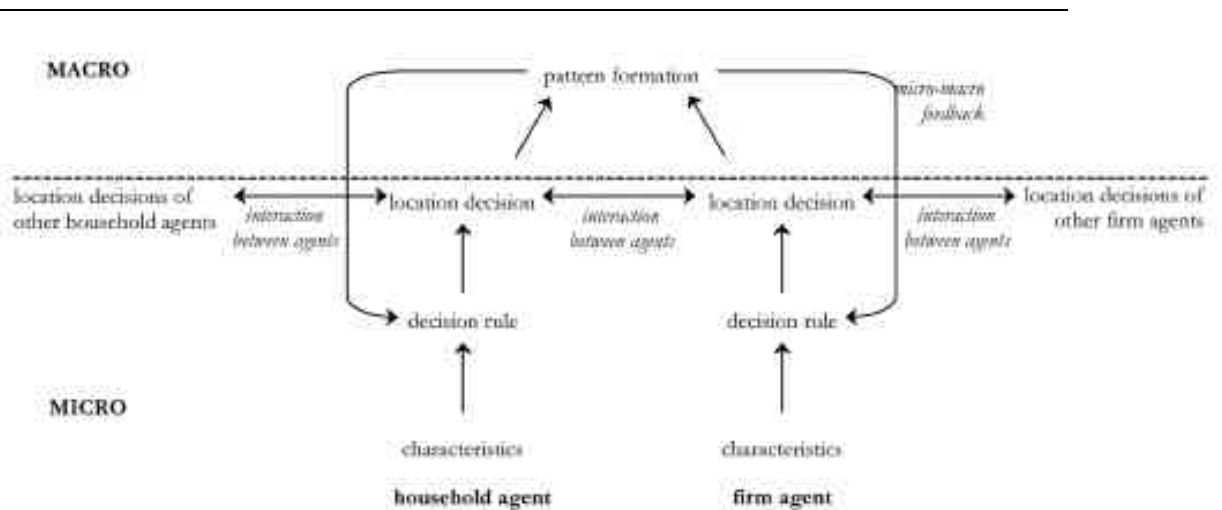 MACRO
pattern formation
micro-macro
feedback
location decisions of
other household agents
interaction
between agents
location decision
interaction
between agents
location decision
interaction
between agents
location decisions of
other firm agents
decision rule
decision rule
MICRO
characteristics
characteristics
household agent
firm agent